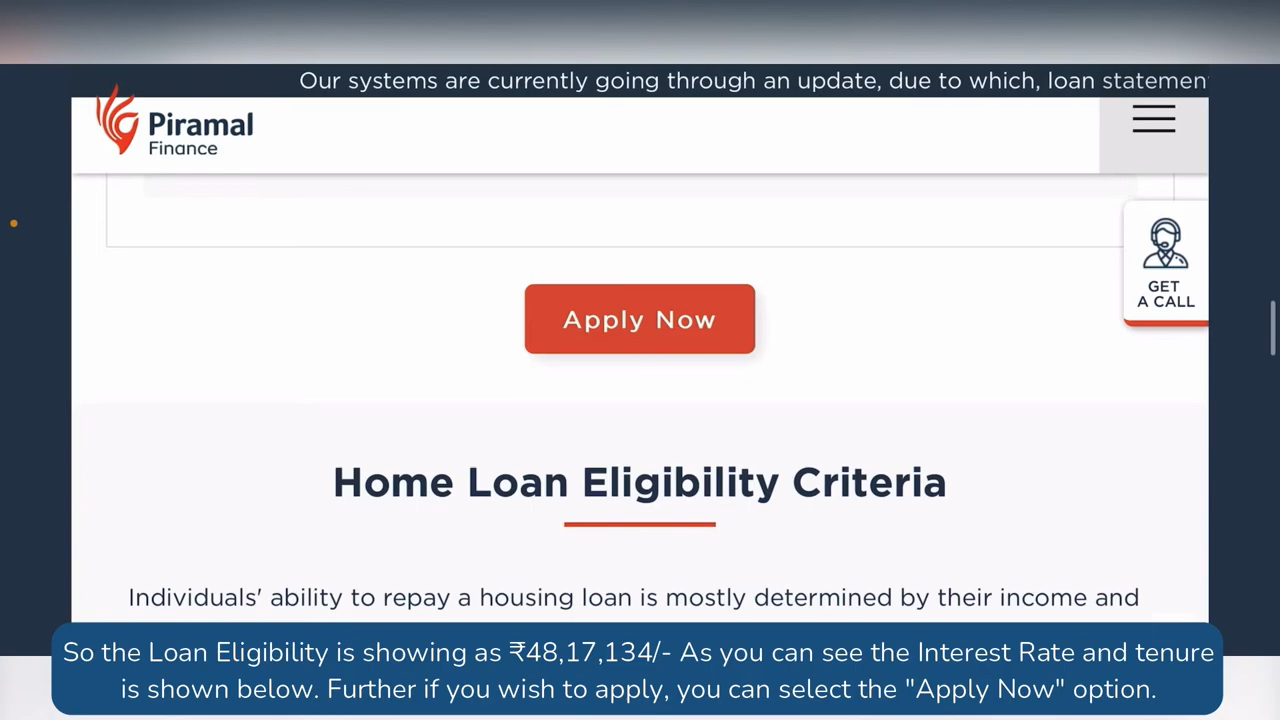 Our systems are currently going through an update, due to which, loan statement
Piramal
Finance
GET
A CALL
Apply Now
Home Loan Eligibility Criteria
Individuals' ability to repay a housing loan is mostly determined by their income and
So the Loan Eligibility is showing as ₹48,17,134/- As you can see the Interest Rate and tenure
is shown below. Further if you wish to apply, you can select the "Apply Now" option.